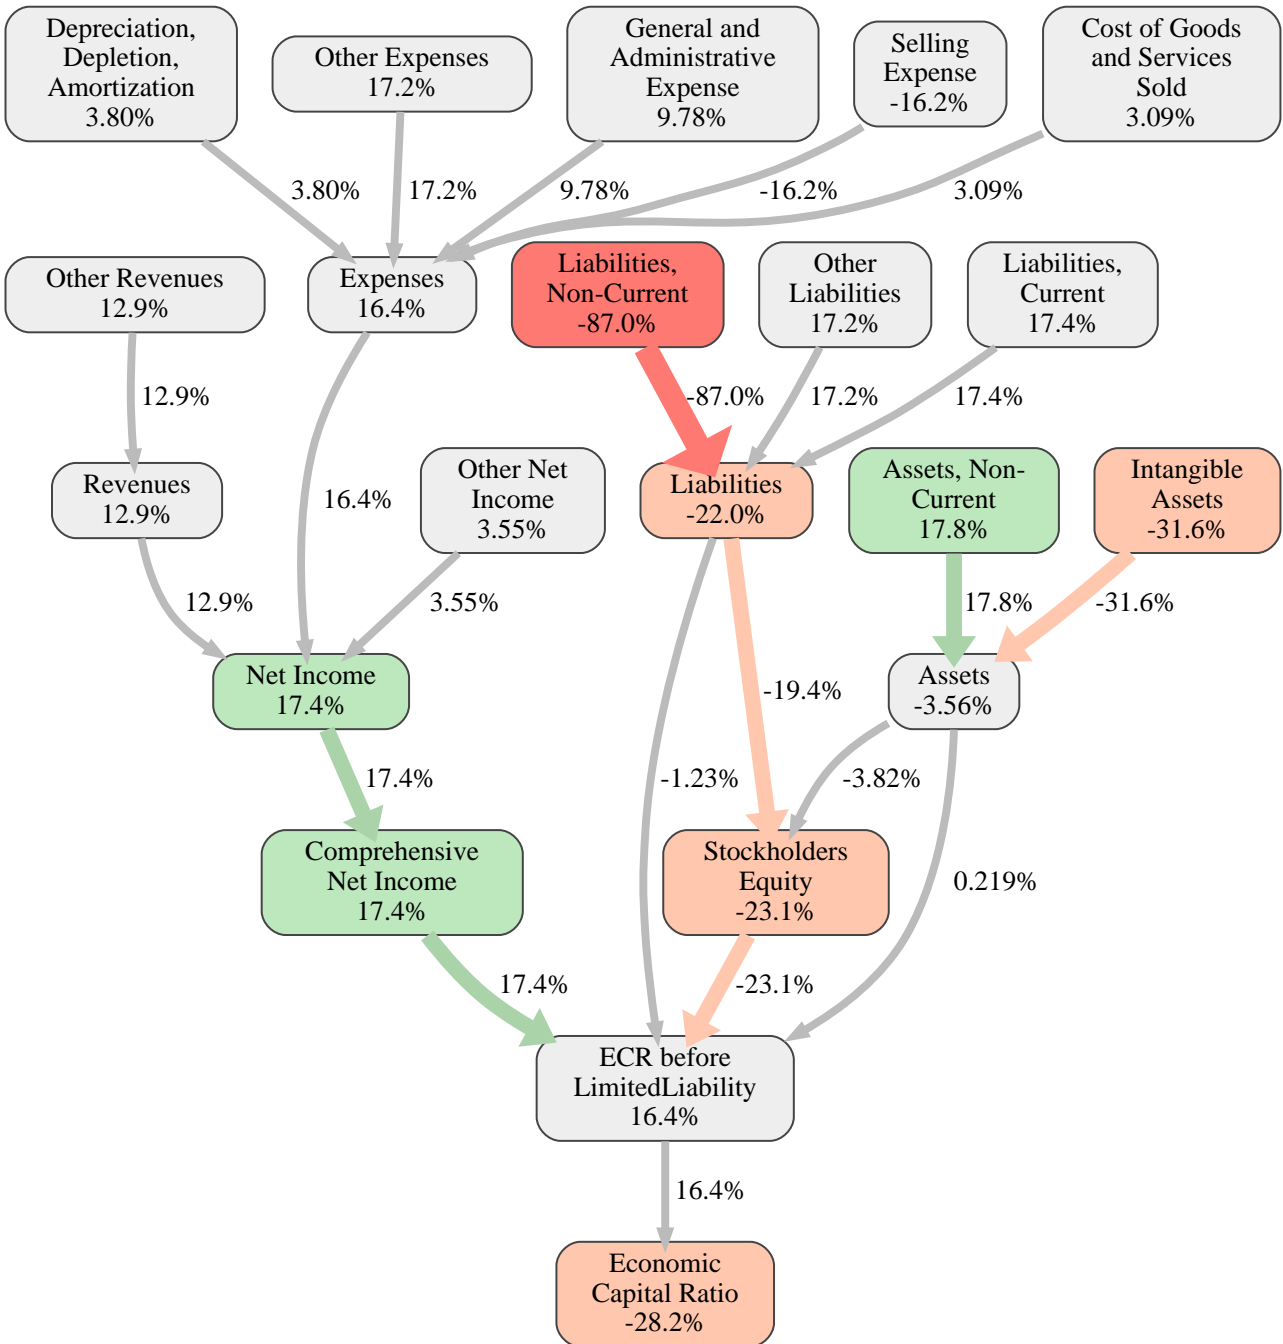 Depreciation,
Depletion,
Amortization
3.80%
Other Expenses
17.2%
General and
Administrative
Expense
9.78%
Selling
Expense
-16.2%
Cost of Goods
and Services
Sold
3.09%
3.80%
17.2%
9.78%
-16.2%
3.09%
Other Revenues
12.9%
Expenses
16.4%
Liabilities,
Non-Current
-87.0%
Other
Liabilities
17.2%
Liabilities,
Current
17.4%
12.9%
-87.0%
17.2%
17.4%
Revenues
12.9%
16.4%
Other Net
Income
3.55%
Liabilities
-22.0%
Assets, Non-
Current
17.8%
Intangible
Assets
-31.6%
12.9%
3.55%
17.8%
-31.6%
Net Income
17.4%
-19.4%
Assets
-3.56%
17.4%
-1.23%
-3.82%
Comprehensive
Net Income
17.4%
Stockholders
Equity
-23.1%
0.219%
17.4%
-23.1%
ECR before
LimitedLiability
16.4%
16.4%
Economic
Capital Ratio
-28.2%